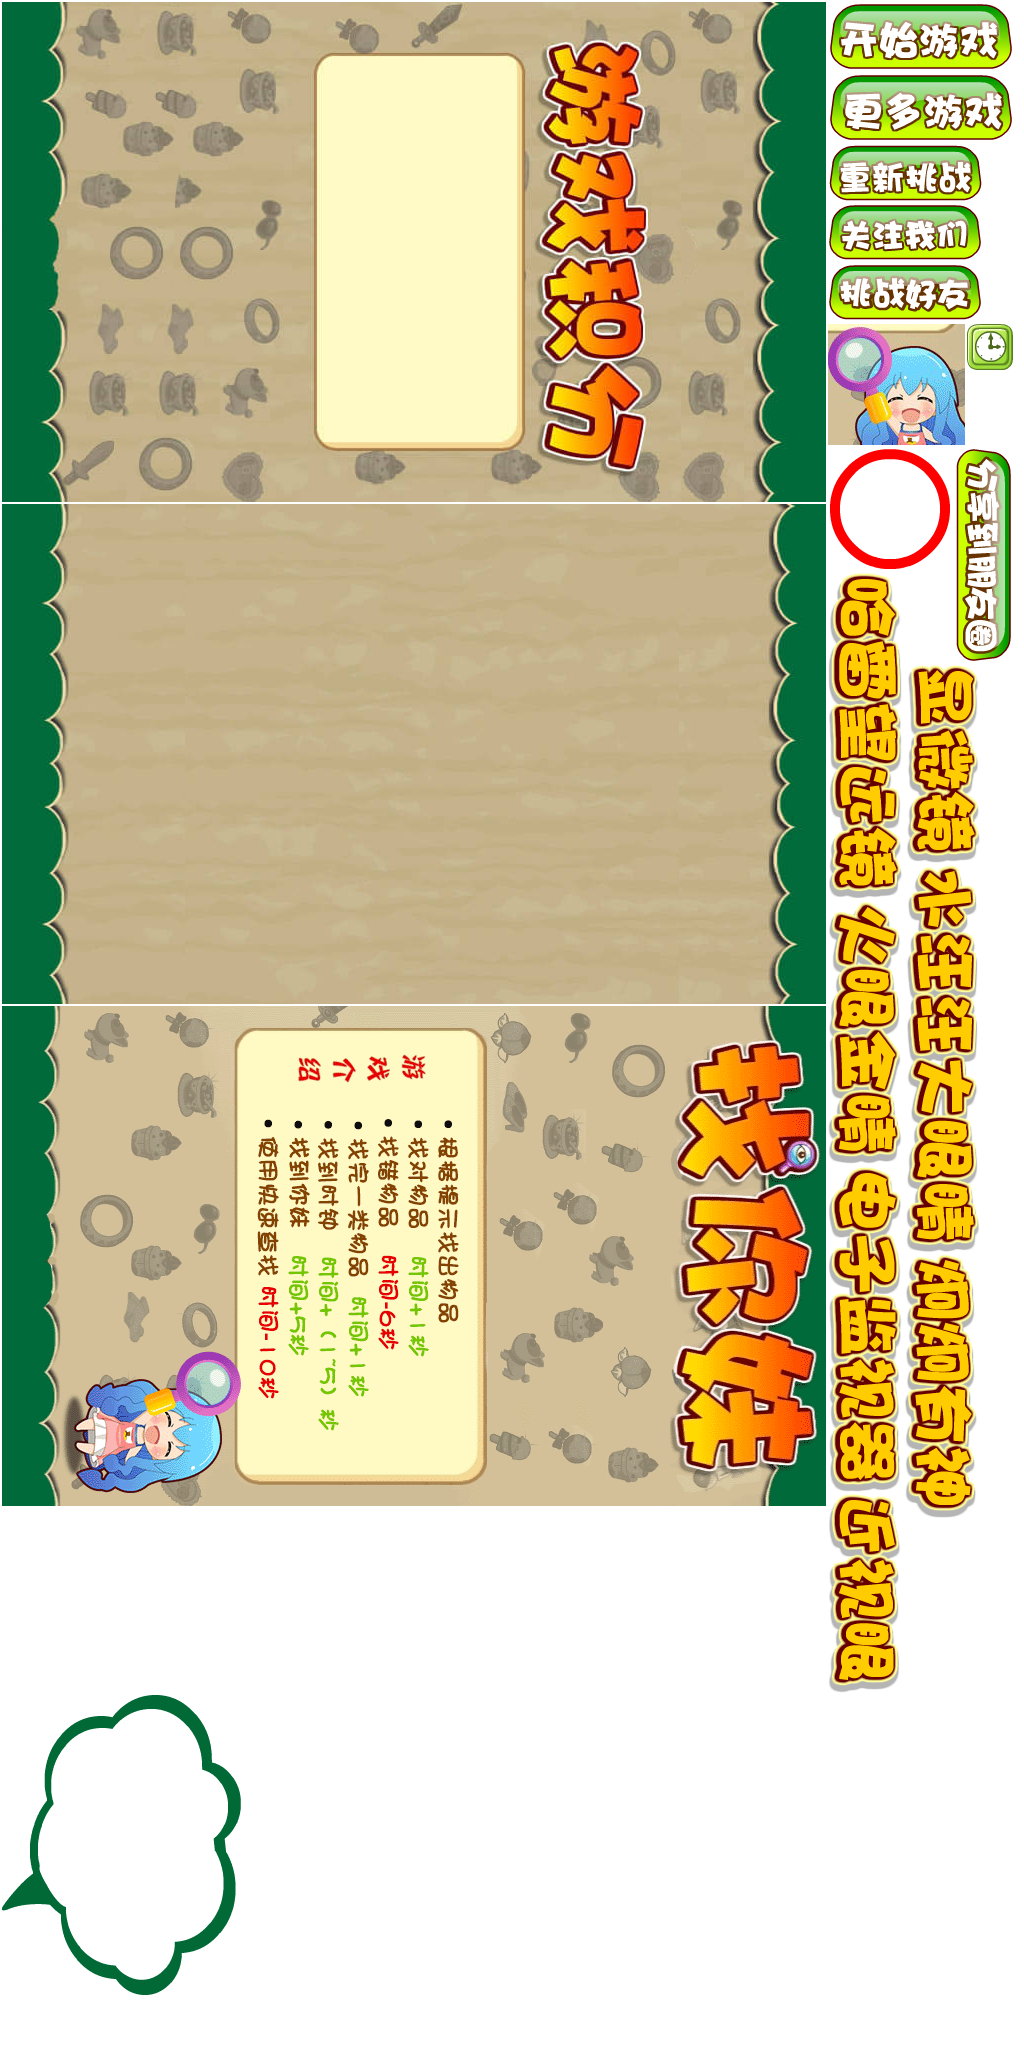 开始游戏
更多游戏
重新挑战
关注我们
挑战好友
分享到朋友圈
游戏积分
找你妹
游戏介绍
• 根据提示找出物品
• 找对物品 时间+1秒
• 找错物品 时间-6秒
• 找完一类物品 时间+1秒
• 找到时钟 时间+(1~5)秒
• 找到你妹 时间+5秒
• 使用快速查找 时间-10秒
显微镜
水汪汪大眼睛
炯炯有神
哈雷望远镜
火眼金睛
电子监视器
近视眼